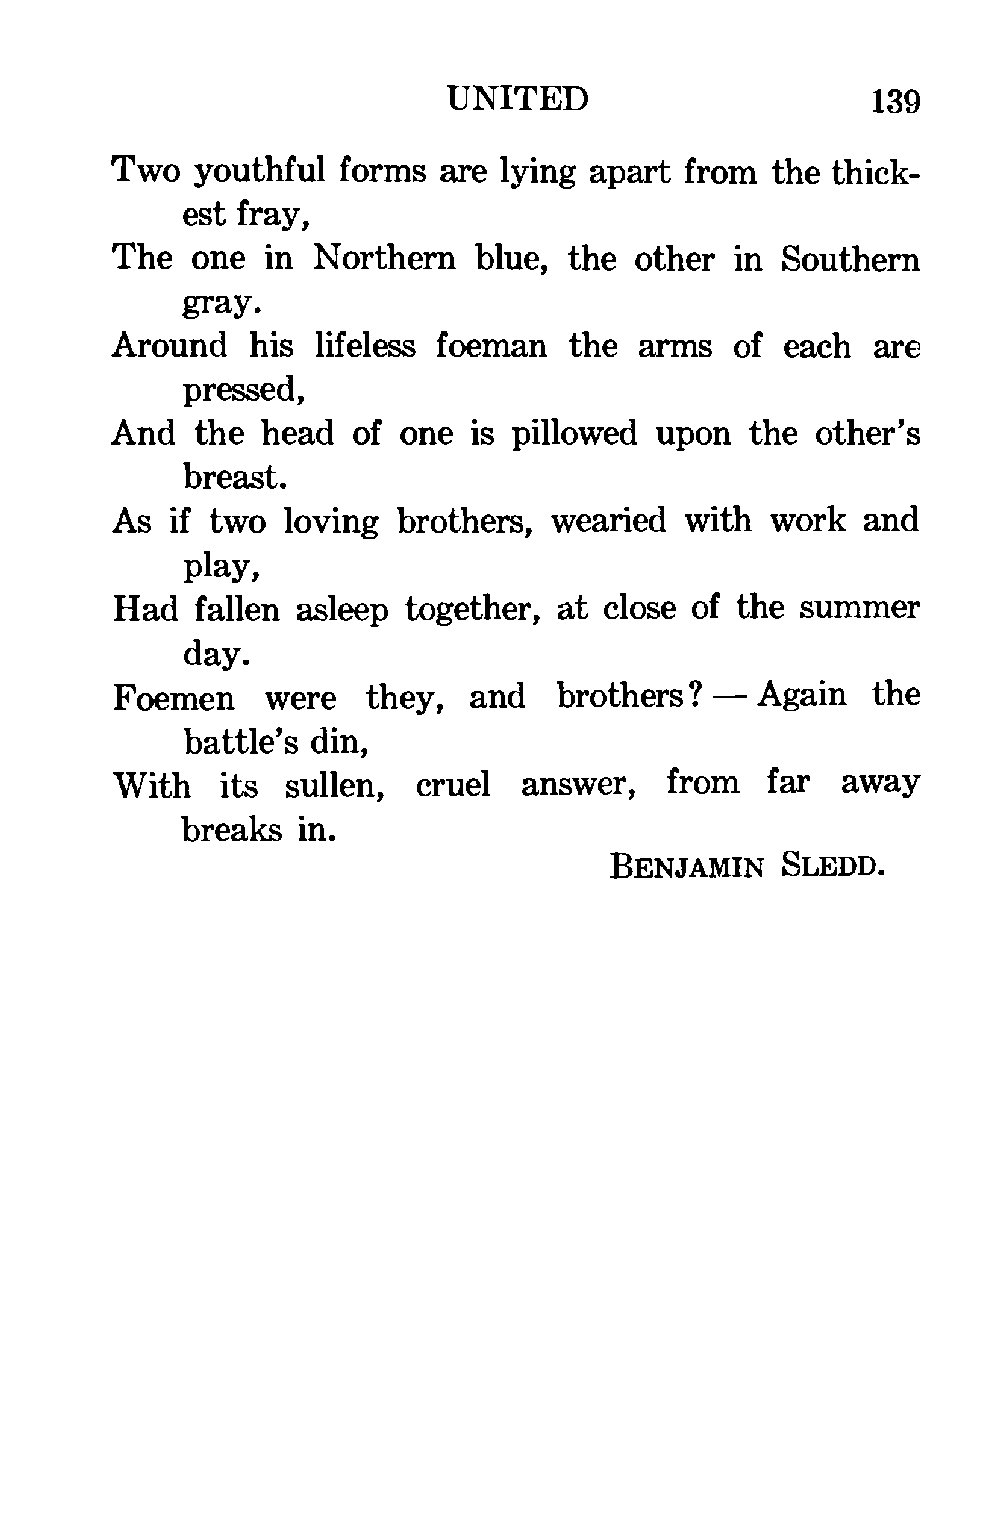 UNITED 139
Two youthful forms are lying apart from the thick-
est fray,
The one in Northern blue, the other in Southern
gray.
Around his lifeless foeman the arms of each are
pressed,
And the head of one is pillowed upon the other's
breast.
As if two loving brothers, wearied with work and
play,
Had fallen asleep together, at close of the summer
day.
Foemen were they, and brothers? — Again the
battle's din,
With its sullen, cruel answer, from far away
breaks in.
BENJAMIN SLEDD.